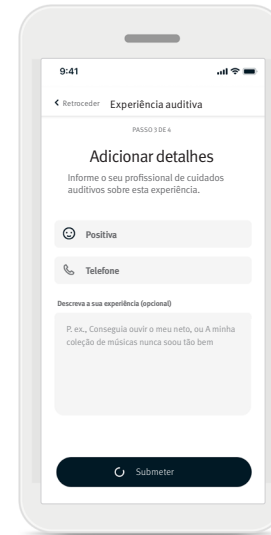 9:41
Retroceder Experiência auditiva
PASSO 3 DE 4
Adicionar detalhes
Informe o seu profissional de cuidados
auditivos sobre esta experiência.
Positiva
Telefone
Descreva a sua experiência (opcional)
P. ex., Conseguia ouvir o meu neto, ou A minha
coleção de músicas nunca soou tão bem
Submeter